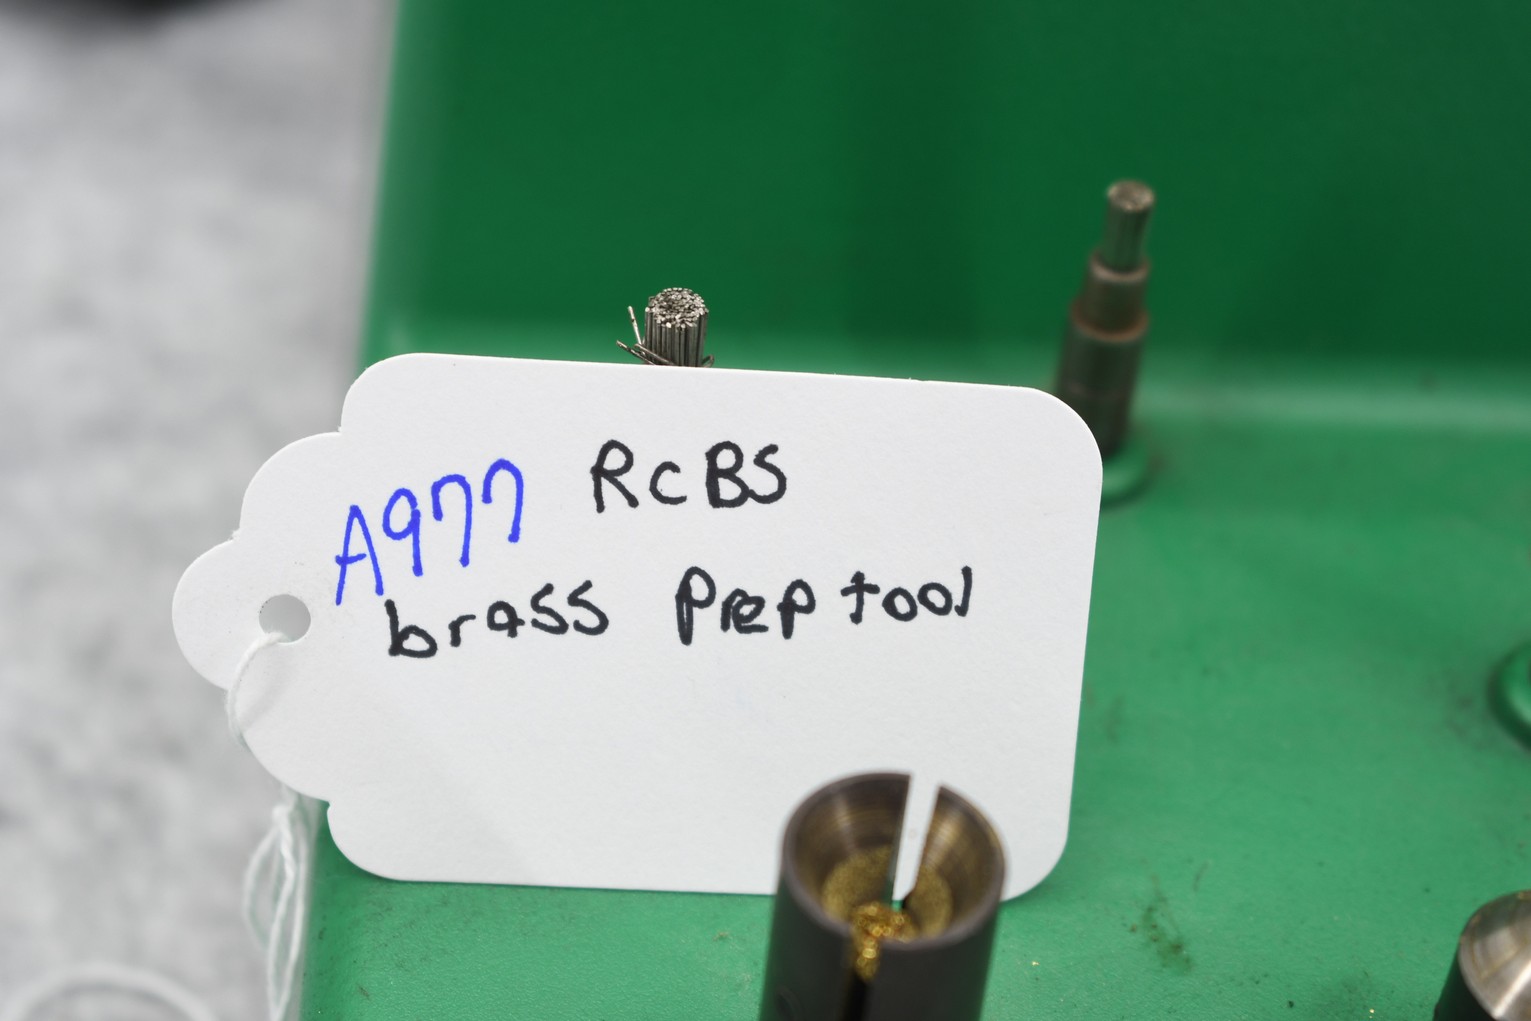 A977 RCBS
brass Prep tool